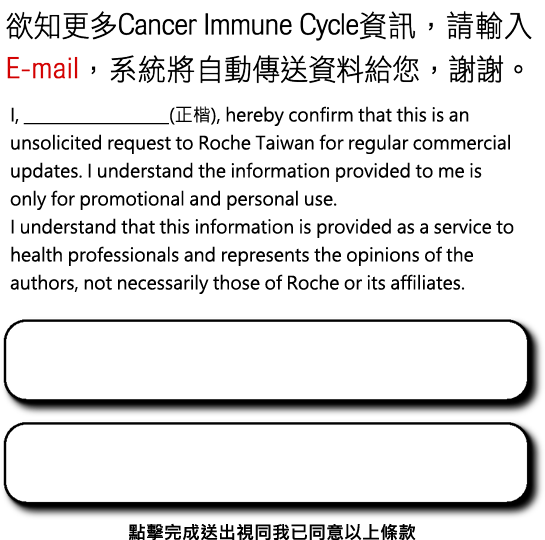 欲知更多Cancer Immune Cycle資訊，請輸入
E-mail，系統將自動傳送資料給您，謝謝。
I, _________________(正楷), hereby confirm that this is an
unsolicited request to Roche Taiwan for regular commercial
updates. I understand the information provided to me is
only for promotional and personal use.
I understand that this information is provided as a service to
health professionals and represents the opinions of the
authors, not necessarily those of Roche or its affiliates.
點擊完成送出視同我已同意以上條款